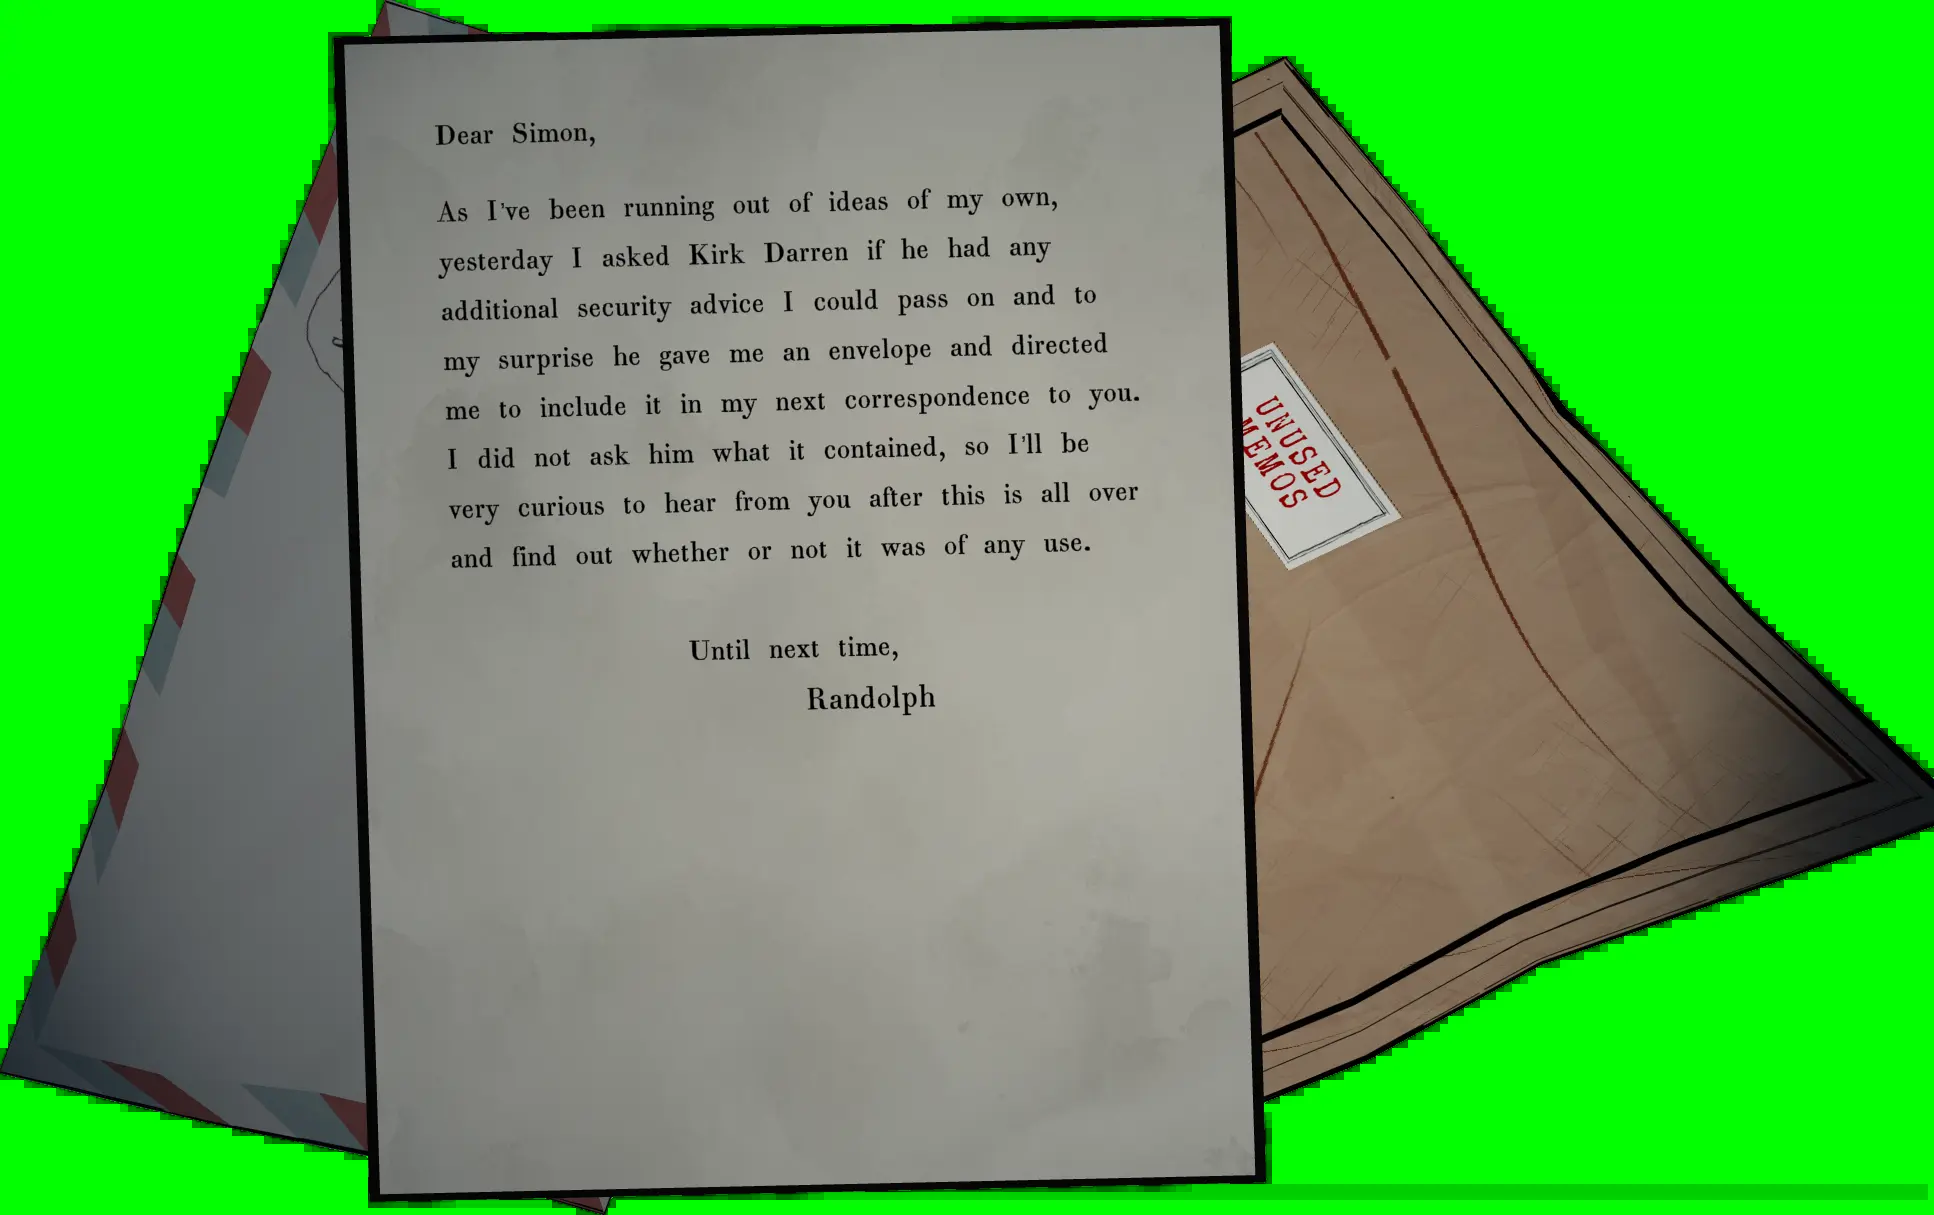 Dear Simon,
As I've been running out of ideas of my own,
yesterday I asked Kirk Darren if he had any
additional security advice I could pass on and to
my surprise he gave me an envelope and directed
me to include it in my next correspondence to you.
I did not ask him what it contained, so I'll be
very curious to hear from you after this is all over
and find out whether or not it was of any use.
Until next time,
Randolph
UNUSED
MEMOS